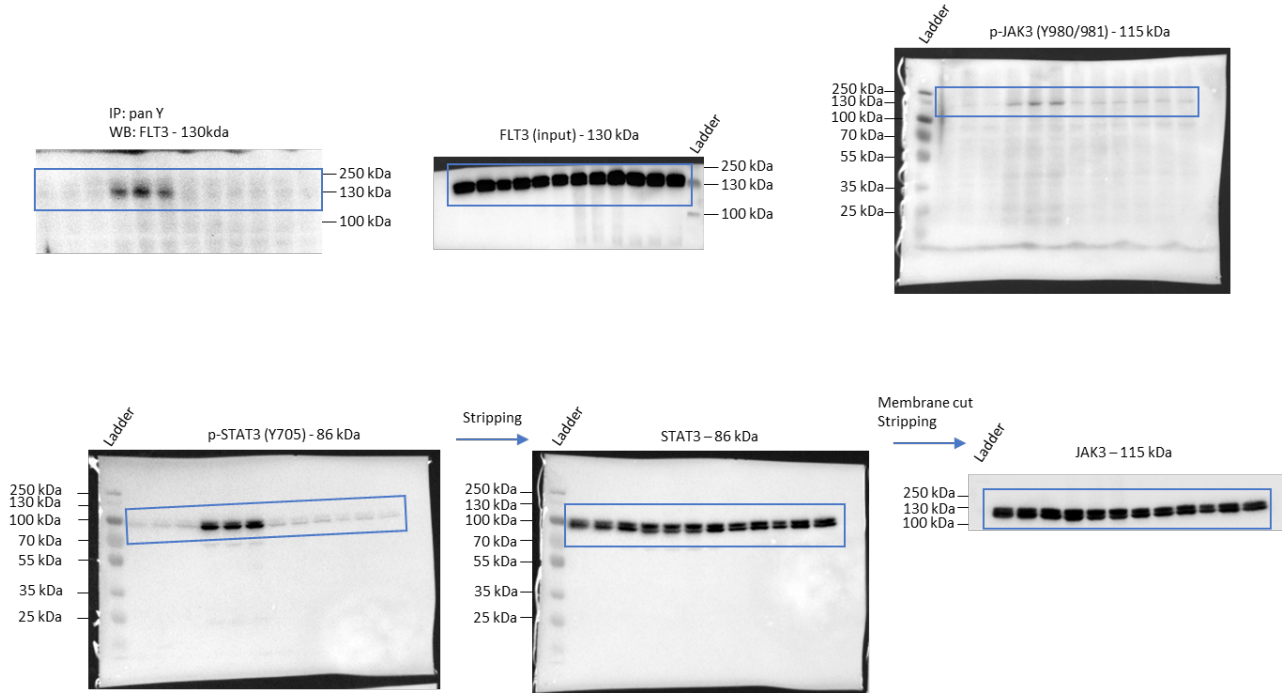 IP: pan Y
WB: FLT3 - 130kda
250 kDa
130 kDa
100 kDa
FLT3 (input) - 130 kDa
Ladder
250 kDa
130 kDa
100 kDa
Ladder
p-JAK3 (Y980/981) - 115 kDa
250 kDa
130 kDa
100 kDa
70 kDa
55 kDa
35 kDa
25 kDa
Ladder
p-STAT3 (Y705) - 86 kDa
250 kDa
130 kDa
100 kDa
70 kDa
55 kDa
35 kDa
25 kDa
Stripping
Ladder
STAT3 – 86 kDa
250 kDa
130 kDa
100 kDa
70 kDa
55 kDa
35 kDa
25 kDa
Membrane cut
Stripping
Ladder
JAK3 – 115 kDa
250 kDa
130 kDa
100 kDa